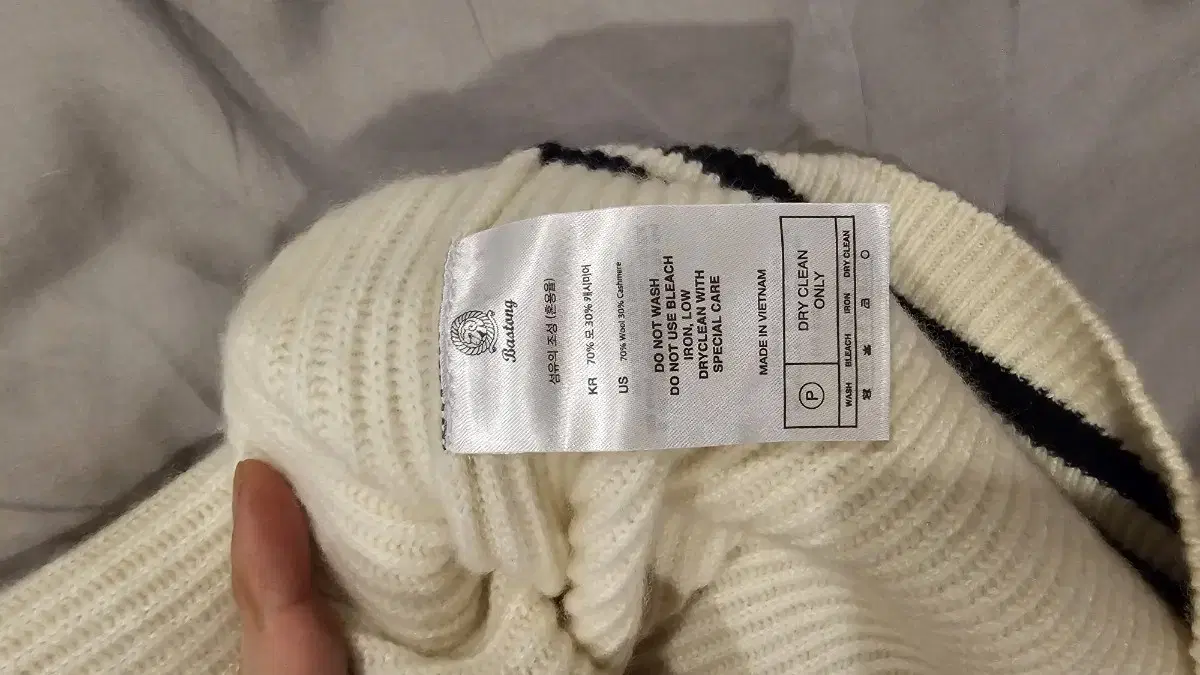 Bastong
섬유의 조성 (혼용율)
KR 70% 모 30% 캐시미어
US 70% Wool 30% Cashmere
DO NOT WASH
DO NOT USE BLEACH
IRON, LOW
DRYCLEAN WITH
SPECIAL CARE
MADE IN VIETNAM
P
DRY CLEAN
ONLY
WASH BLEACH IRON DRY CLEAN